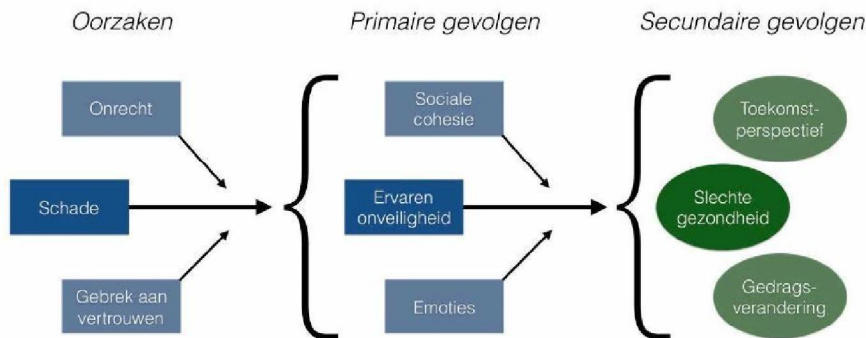 Oorzaken
Primaire gevolgen
Secundaire gevolgen
Onrecht
Schade
Gebrek aan
vertrouwen
Sociale
cohesie
Ervaren
onveiligheid
Emoties
Toekomst-
perspectief
Slechte
gezondheid
Gedrags-
verandering